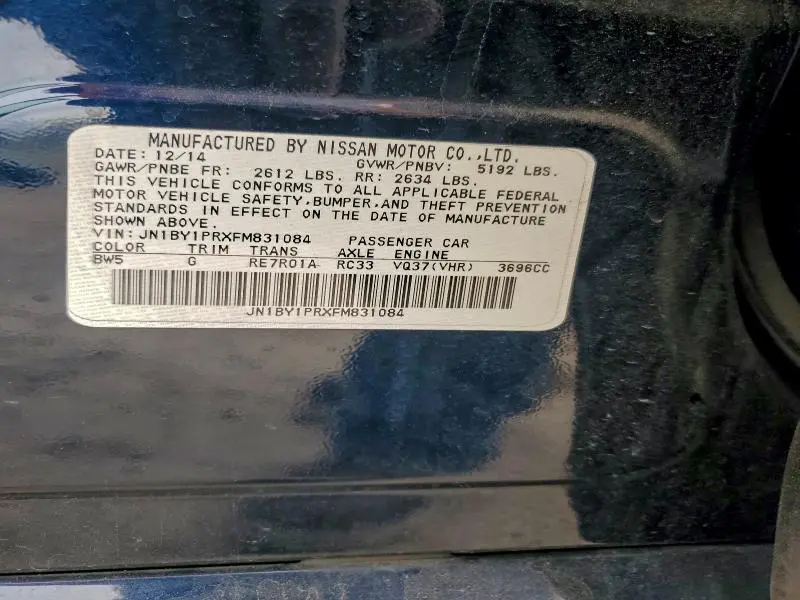 MANUFACTURED BY NISSAN MOTOR CO.,LTD.
DATE: 12/14 GVWR/PNBV: 5192 LBS.
GAWR/PNBE FR: 2612 LBS. RR: 2634 LBS.
THIS VEHICLE CONFORMS TO ALL APPLICABLE FEDERAL
MOTOR VEHICLE SAFETY,BUMPER,AND THEFT PREVENTION
STANDARDS IN EFFECT ON THE DATE OF MANUFACTURE
SHOWN ABOVE.
VIN:JN1BY1PRXFM831084 PASSENGER CAR
COLOR TRIM TRANS AXLE ENGINE
BW5 G RE7R01A RC33 VQ37(VHR) 3696CC
JN1BY1PRXFM831084